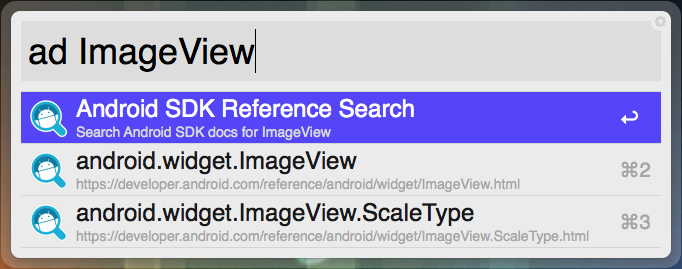 ad ImageView
Android SDK Reference Search
Search Android SDK docs for ImageView
android.widget.ImageView
⌘2
https://developer.android.com/reference/android/widget/ImageView.html
android.widget.ImageView.ScaleType
⌘3
https://developer.android.com/reference/android/widget/ImageView.ScaleType.html